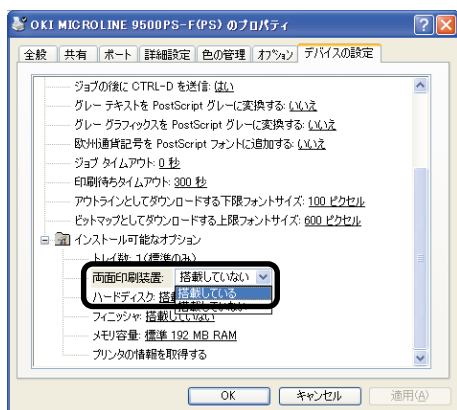 OKI MICROLINE 9500PS-F(PS) のプロパティ
全般 共有 ポート 詳細設定 色の管理 オプション デバイスの設定
ジョブの後に CTRL-D を送信: はい
グレー テキストを PostScript グレーに変換する: いいえ
グレー グラフィックスを PostScript グレーに変換する: いいえ
欧州通貨記号を PostScript フォントに追加する: いいえ
ジョブ タイムアウト: 0 秒
印刷待ちタイムアウト: 300 秒
アウトラインとしてダウンロードする下限フォントサイズ: 100 ピクセル
ビットマップとしてダウンロードする上限フォントサイズ: 600 ピクセル
インストール可能なオプション
トレイ数: 1(標準のみ)
両面印刷装置: 搭載していない
ハードディスク: 搭載している
搭載していない
フィニッシャ: 搭載していない
メモリ容量: 標準 192 MB RAM
プリンタの情報を取得する
OK キャンセル 適用(A)